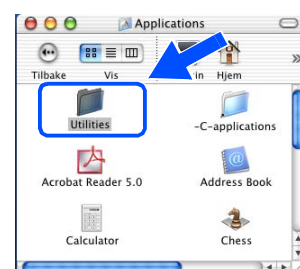 Applications
Tilbake Vis in Hjem
Utilities -C-applications
Acrobat Reader 5.0 Address Book
Calculator Chess